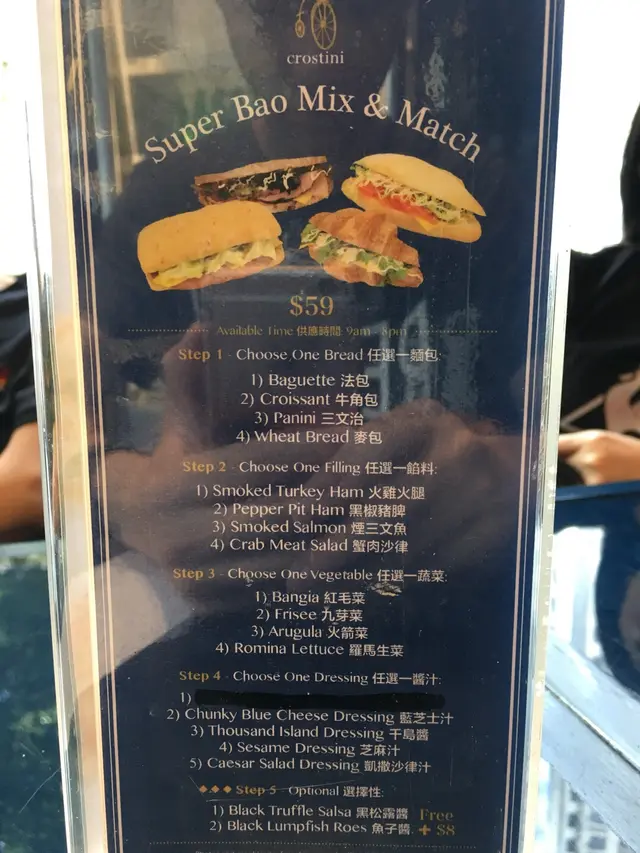 crostini
Super Bao Mix & Match
$59
Available Time 供應時間: 9am - 8pm
Step 1 - Choose One Bread 任選一麵包:
1) Baguette 法包
2) Croissant 牛角包
3) Panini 三文治
4) Wheat Bread 麥包
Step 2 - Choose One Filling 任選一餡料:
1) Smoked Turkey Ham 火雞火腿
2) Pepper Pit Ham 黑椒豬脾
3) Smoked Salmon 煙三文魚
4) Crab Meat Salad 蟹肉沙律
Step 3 - Choose One Vegetable 任選一蔬菜:
1) Bangia 紅毛菜
2) Frisee 九芽菜
3) Arugula 火箭菜
4) Romina Lettuce 羅馬生菜
Step 4 - Choose One Dressing 任選一醬汁:
1)
2) Chunky Blue Cheese Dressing 藍芝士汁
3) Thousand Island Dressing 千島醬
4) Sesame Dressing 芝麻汁
5) Caesar Salad Dressing 凱撒沙律汁
Step 5 - Optional 選擇性:
1) Black Truffle Salsa 黑松露醬 Free
2) Black Lumpfish Roes 魚子醬 + $8